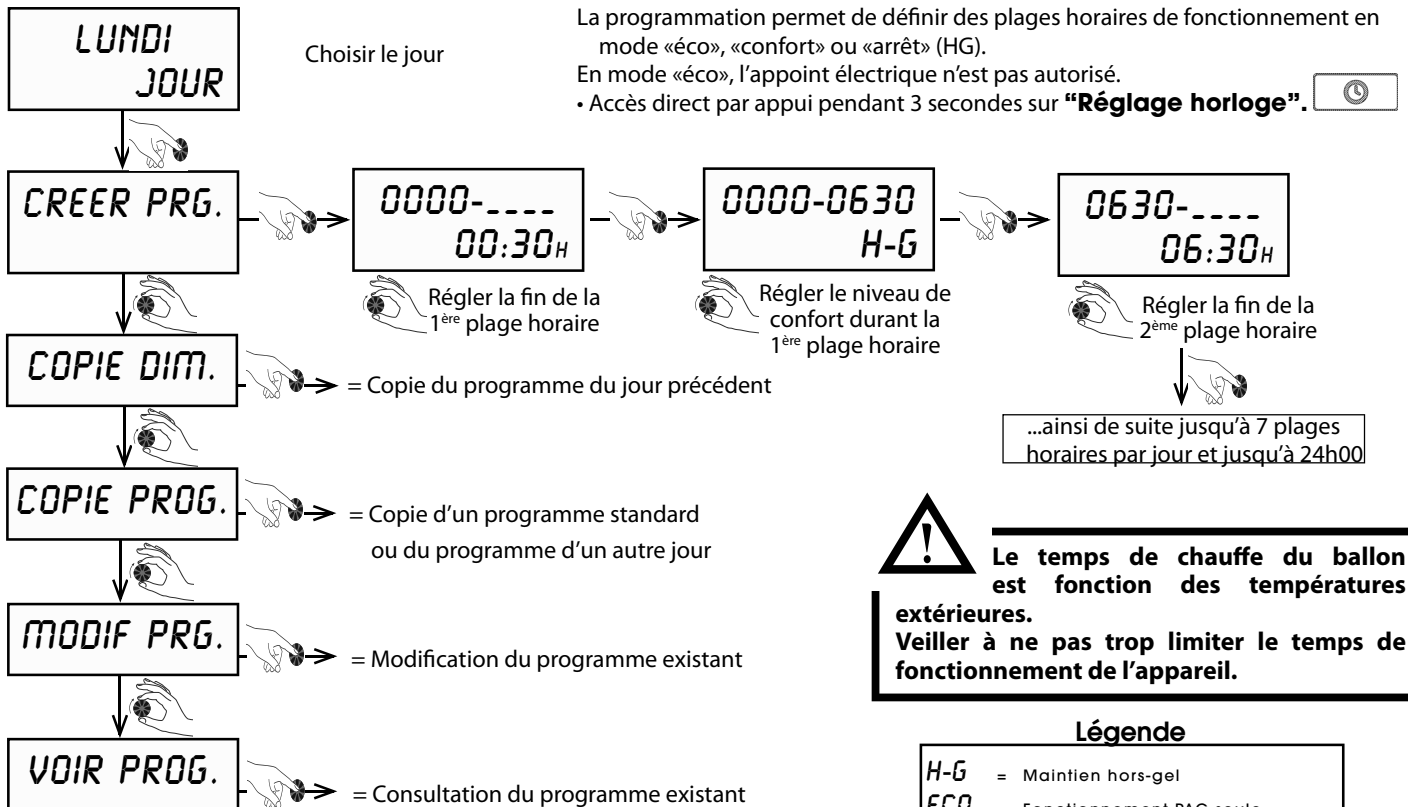 LUNDI
JOUR
Choisir le jour
La programmation permet de définir des plages horaires de fonctionnement en
mode «éco», «confort» ou «arrêt» (HG).
En mode «éco», l'appoint électrique n'est pas autorisé.
• Accès direct par appui pendant 3 secondes sur “Réglage horloge”.
CREER PRG.
0000-_ _ _ _
00:30H
0000-0630
H-G
0630-_ _ _ _
06:30H
Régler la fin de la
1ère plage horaire
Régler le niveau de
confort durant la
1ère plage horaire
Régler la fin de la
2ème plage horaire
COPIE DIM.
= Copie du programme du jour précédent
...ainsi de suite jusqu'à 7 plages
horaires par jour et jusqu'à 24h00
COPIE PROG.
= Copie d'un programme standard
ou du programme d'un autre jour
!
Le temps de chauffe du ballon
est fonction des températures
extérieures.
Veiller à ne pas trop limiter le temps de
fonctionnement de l'appareil.
MODIF PRG.
= Modification du programme existant
VOIR PROG.
= Consultation du programme existant
Légende
H-G = Maintien hors-gel
ECO = Fonctionnement PAC seule